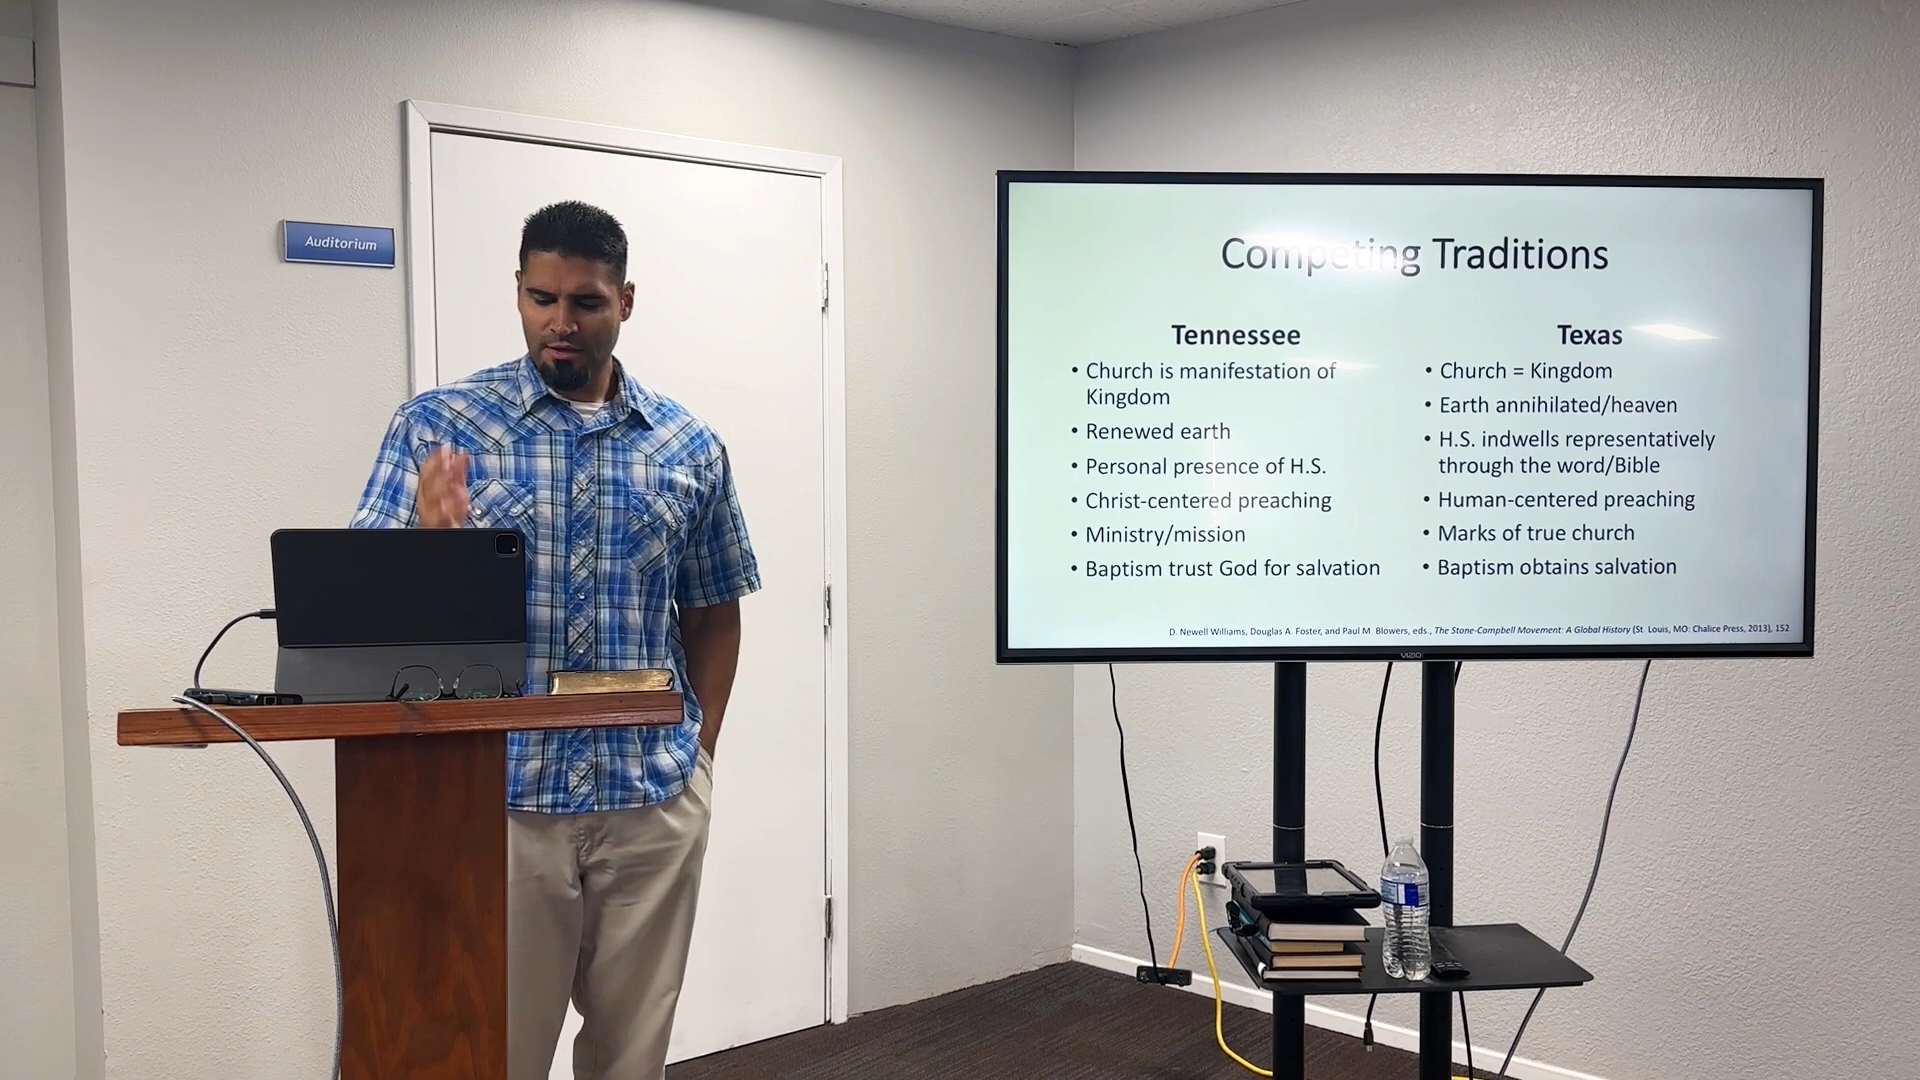 Auditorium
Competing Traditions
Tennessee
• Church is manifestation of
Kingdom
• Renewed earth
• Personal presence of H.S.
• Christ-centered preaching
• Ministry/mission
• Baptism trust God for salvation
Texas
• Church = Kingdom
• Earth annihilated/heaven
• H.S. indwells representatively
through the word/Bible
• Human-centered preaching
• Marks of true church
• Baptism obtains salvation
D. Newell Williams, Douglas A. Foster, and Paul M. Blowers, eds., The Stone-Campbell Movement: A Global History (St. Louis, MO: Chalice Press, 2013), 152
VIZIO